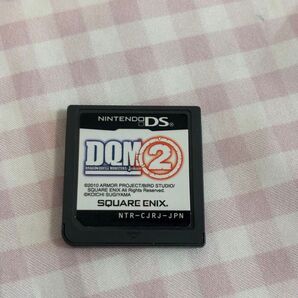 NINTENDO DS
DQM 2
DRAGON QUEST MONSTERS JOKER
©2010 ARMOR PROJECT/BIRD STUDIO/
SQUARE ENIX All Rights Reserved.
©KOICHI SUGIYAMA
SQUARE ENIX
NTR-CJRJ-JPN